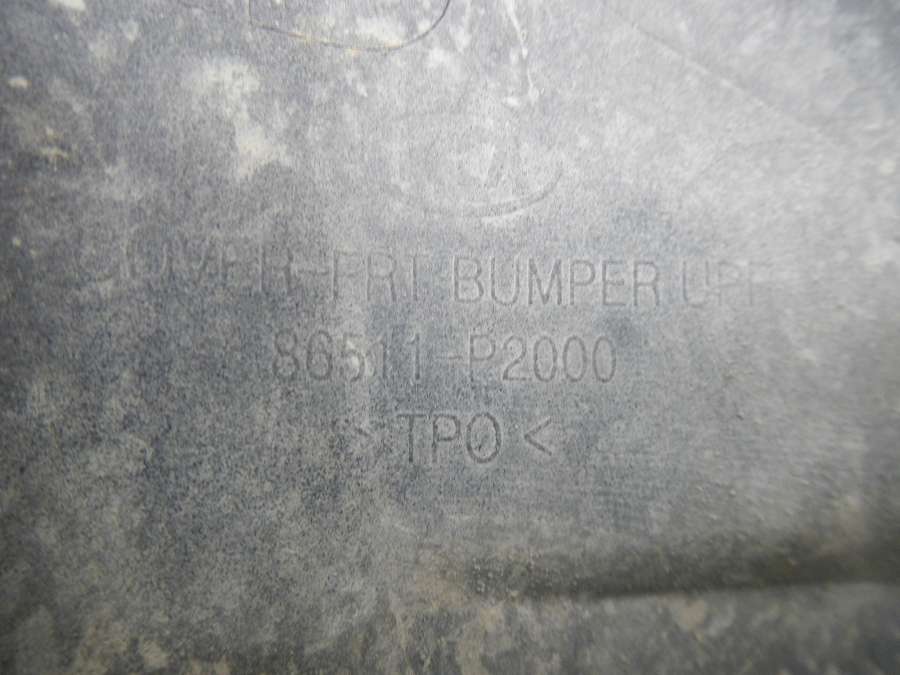 COVER-FRT BUMPER UPR
86511-P2000
>TPO<